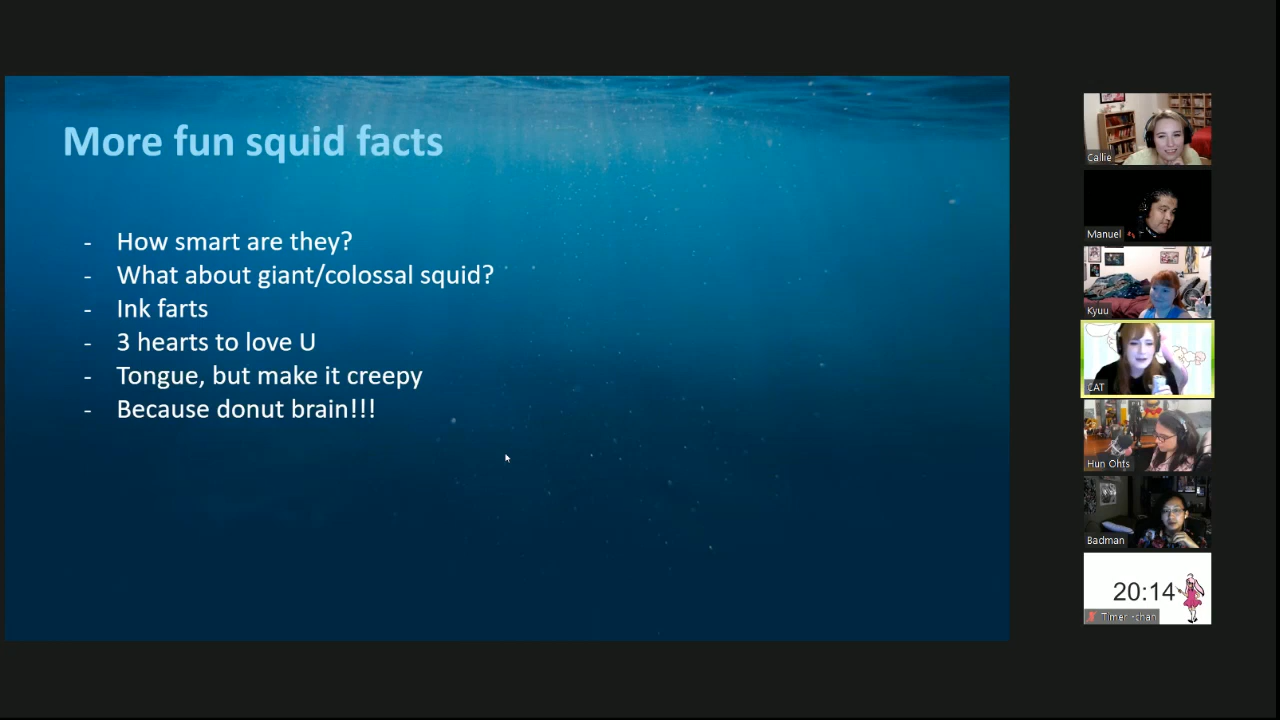 More fun squid facts
- How smart are they?
- What about giant/colossal squid?
- Ink farts
- 3 hearts to love U
- Tongue, but make it creepy
- Because donut brain!!!
Callie
Manuel
Kyuu
CAT
Hun Ohts
Badman
20:14
Timer -chan